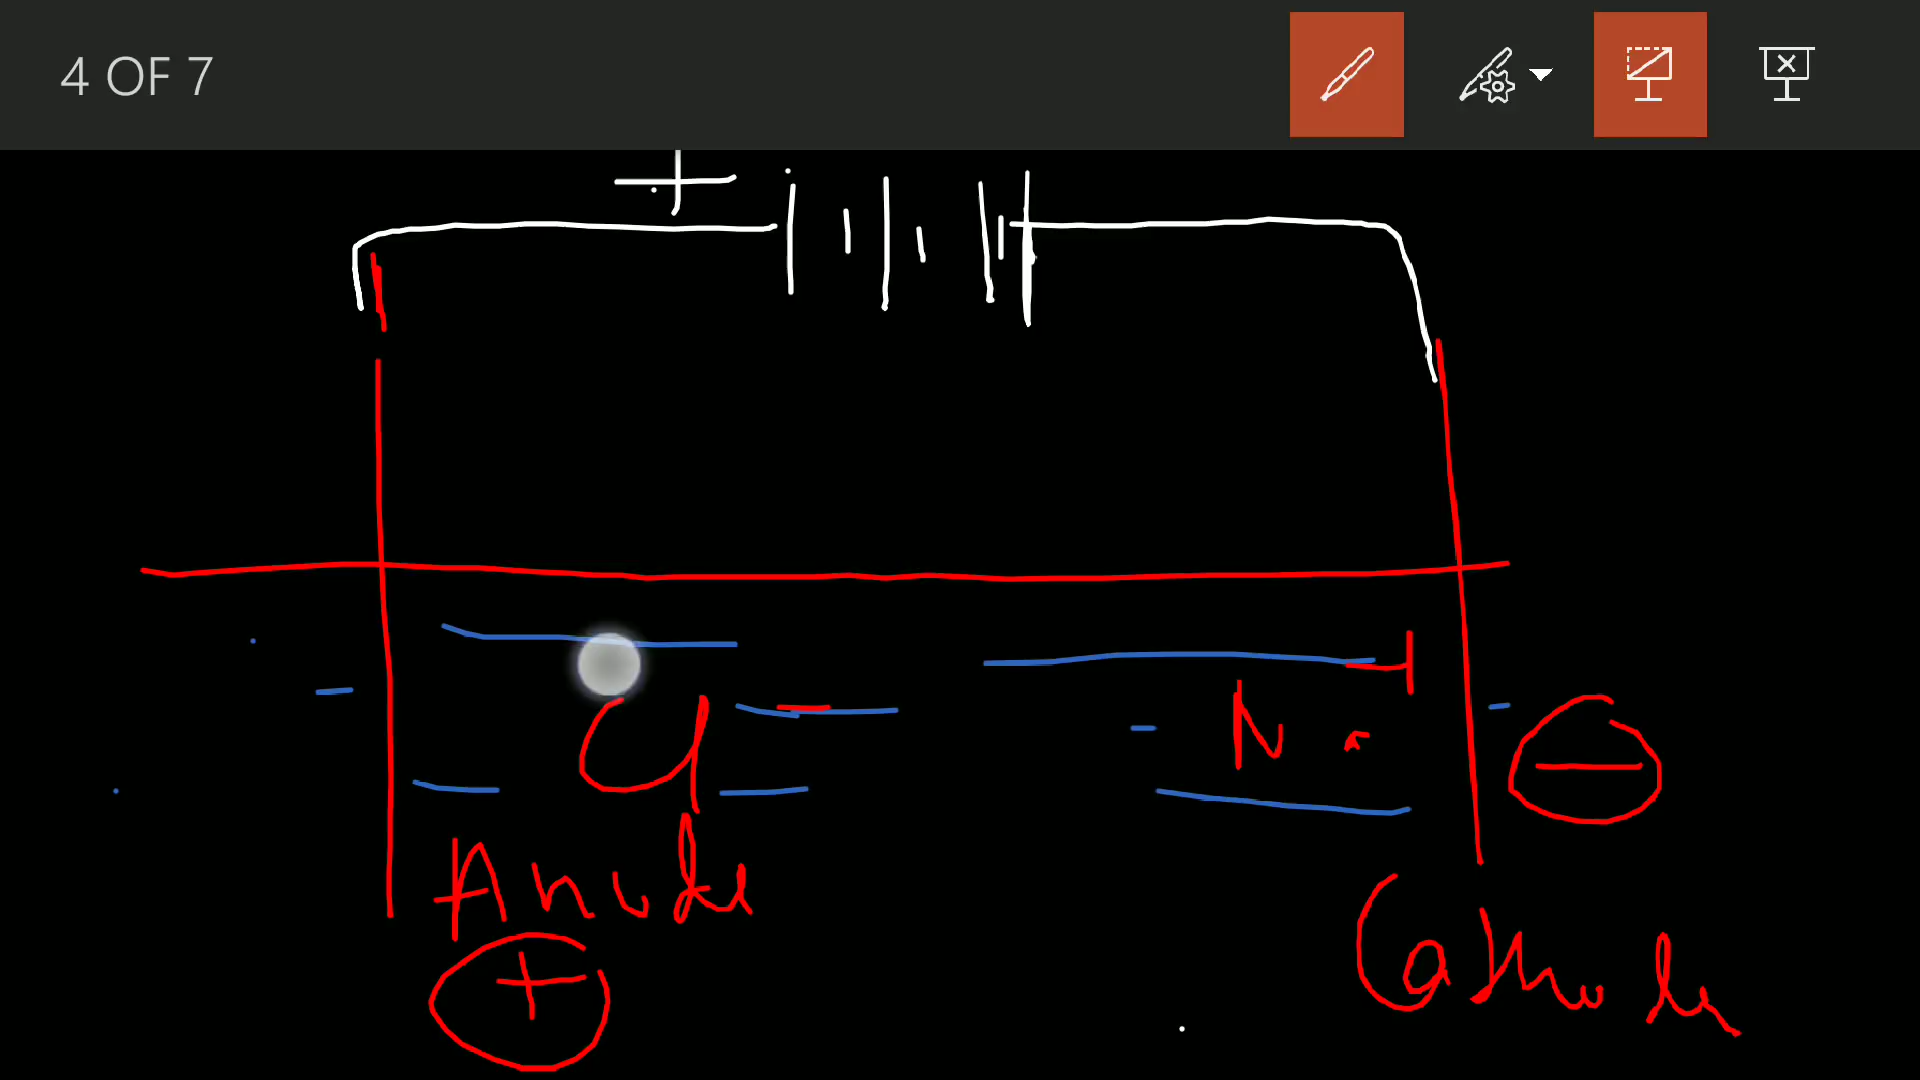 4 OF 7
+
Cl -
Na +
−
Anode
Cathode
+